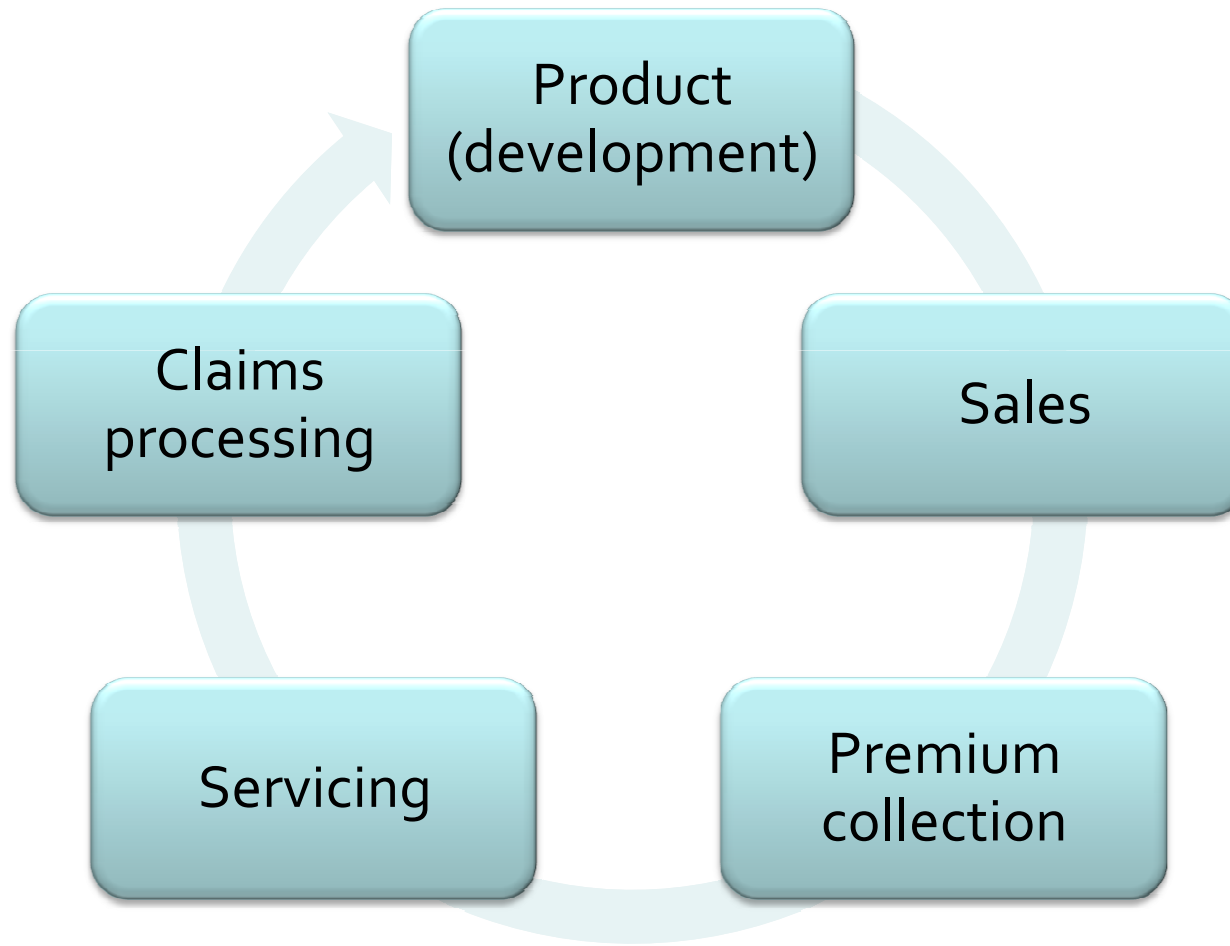 Product
(development)
Sales
Premium
collection
Servicing
Claims
processing